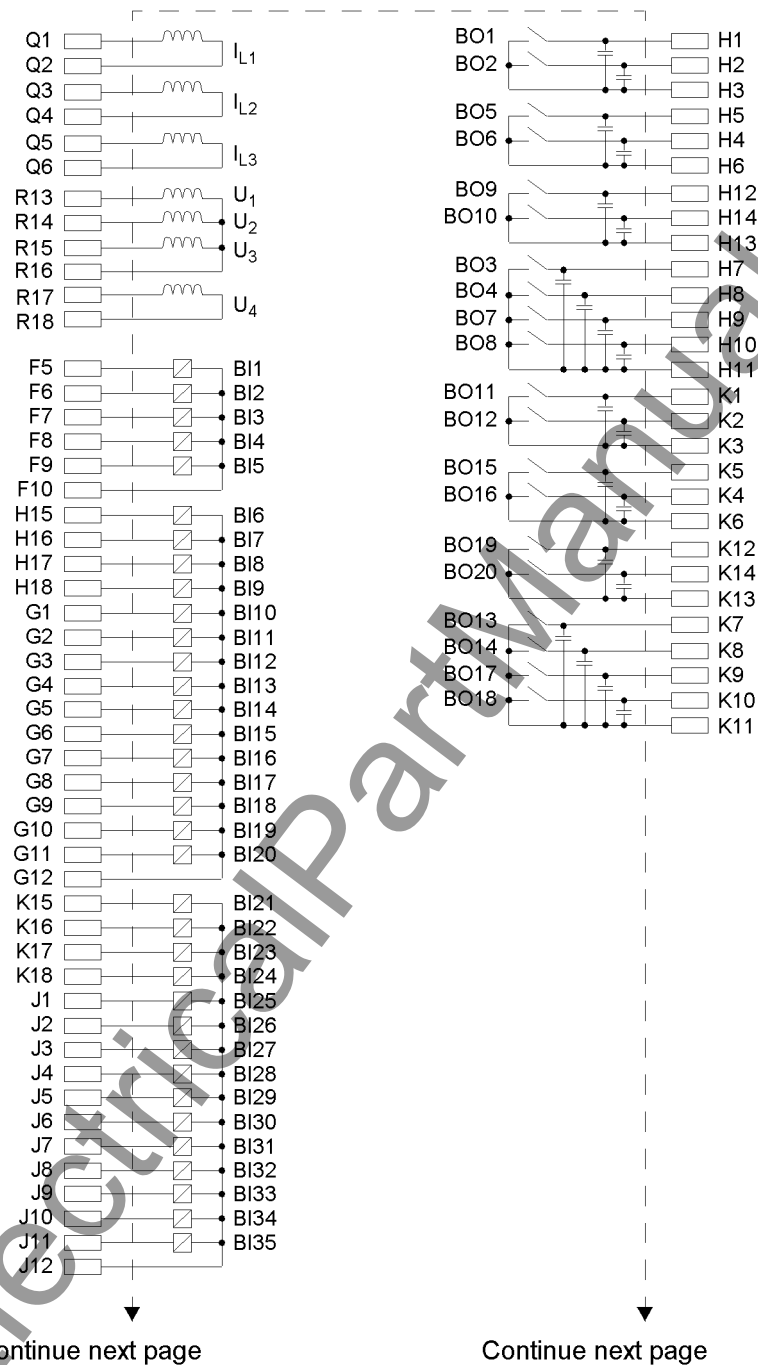 Continue next page
Q1
Q2
I L1
Q3
Q4
I L2
Q5
Q6
I L3
R13 U1
R14 U2
R15 U3
R16
R17
R18
U4
F5 BI1
F6 BI2
F7 BI3
F8 BI4
F9 BI5
F10
H15 BI6
H16 BI7
H17 BI8
H18 BI9
G1 BI10
G2 BI11
G3 BI12
G4 BI13
G5 BI14
G6 BI15
G7 BI16
G8 BI17
G9 BI18
G10 BI19
G11 BI20
G12
K15 BI21
K16 BI22
K17 BI23
K18 BI24
J1 BI25
J2 BI26
J3 BI27
J4 BI28
J5 BI29
J6 BI30
J7 BI31
J8 BI32
J9 BI33
J10 BI34
J11 BI35
J12
ontinue next page
BO1 H1
BO2 H2
H3
BO5 H5
BO6 H4
H6
BO9 H12
BO10 H14
H13
BO3 H7
BO4 H8
BO7 H9
BO8 H10
H11
BO11 K1
BO12 K2
K3
BO15 K5
BO16 K4
K6
BO19 K12
BO20 K14
K13
BO13 K7
BO14 K8
BO17 K9
BO18 K10
K11
Continue next page
ectricalPartManual